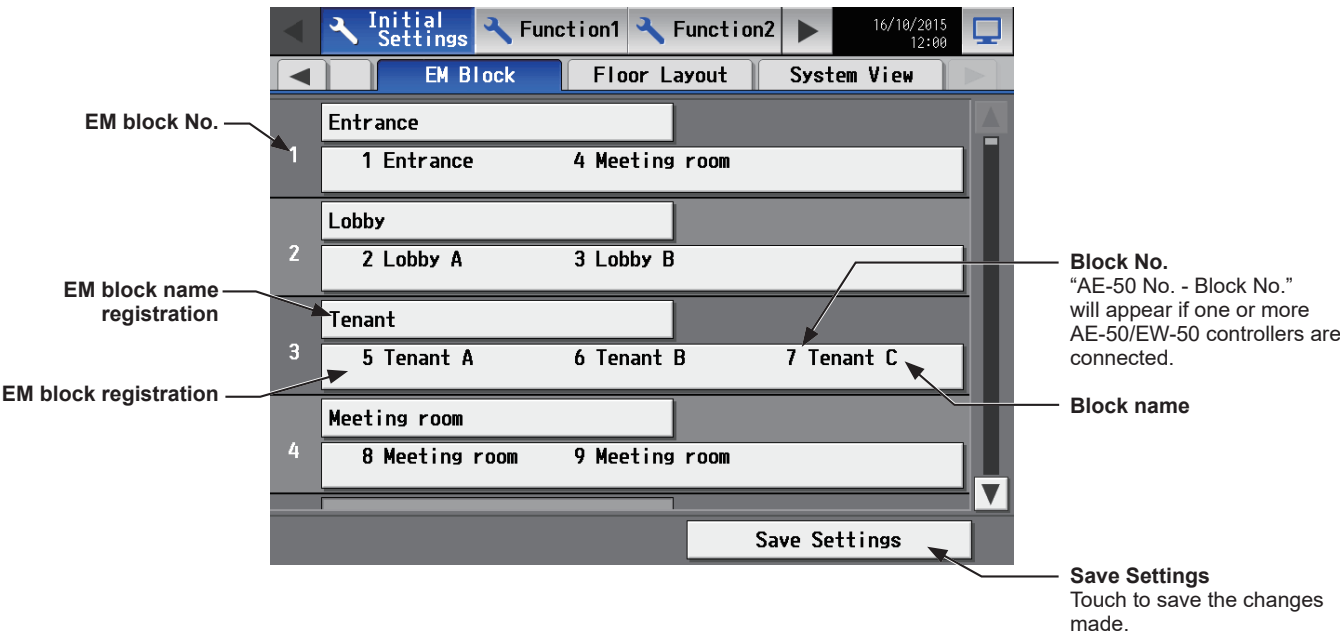 Initial
Settings
Function1
Function2
16/10/2015
12:00
EM Block
Floor Layout
System View
EM block No.
1
Entrance
1 Entrance 4 Meeting room
2
Lobby
2 Lobby A 3 Lobby B
EM block name
registration
3
Tenant
5 Tenant A 6 Tenant B 7 Tenant C
EM block registration
4
Meeting room
8 Meeting room 9 Meeting room
Save Settings
Block No.
“AE-50 No. - Block No.”
will appear if one or more
AE-50/EW-50 controllers are
connected.
Block name
Save Settings
Touch to save the changes
made.